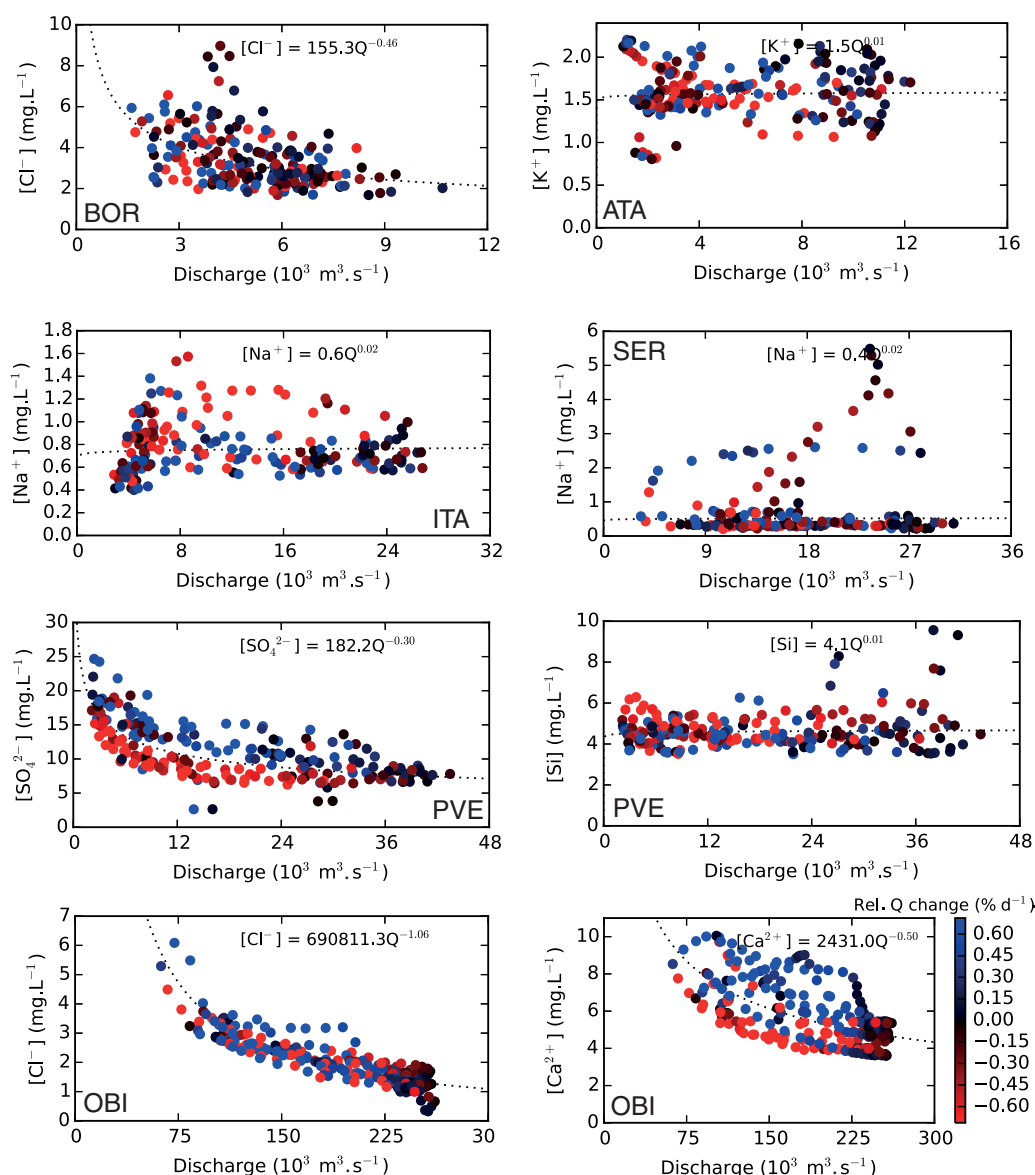 [Cl⁻] = 155.3Q^−0.46
[Cl⁻] (mg.L⁻¹)
10
8
6
4
2
0
BOR
0 3 6 9 12
Discharge (10³ m³.s⁻¹)
[K⁺] = 1.5Q^0.01
[K⁺] (mg.L⁻¹)
2.0
1.5
1.0
0.5
0.0
ATA
0 4 8 12 16
Discharge (10³ m³.s⁻¹)
[Na⁺] = 0.6Q^0.02
[Na⁺] (mg.L⁻¹)
1.8
1.6
1.4
1.2
1.0
0.8
0.6
0.4
0.2
0.0
ITA
0 8 16 24 32
Discharge (10³ m³.s⁻¹)
SER
[Na⁺] = 0.4Q^0.02
[Na⁺] (mg.L⁻¹)
6
5
4
3
2
1
0
0 9 18 27 36
Discharge (10³ m³.s⁻¹)
[SO₄²⁻] = 182.2Q^−0.30
[SO₄²⁻] (mg.L⁻¹)
30
25
20
15
10
5
0
PVE
0 12 24 36 48
Discharge (10³ m³.s⁻¹)
[Si] = 4.1Q^0.01
[Si] (mg.L⁻¹)
10
8
6
4
2
0
PVE
0 12 24 36 48
Discharge (10³ m³.s⁻¹)
[Cl⁻] = 690811.3Q^−1.06
[Cl⁻] (mg.L⁻¹)
7
6
5
4
3
2
1
0
OBI
0 75 150 225 30
Discharge (10³ m³.s⁻¹)
[Ca²⁺] = 2431.0Q^−0.50
[Ca²⁺] (mg.L⁻¹)
10
8
6
4
2
0
OBI
0 75 150 225 300
Discharge (10³ m³.s⁻¹)
Rel. Q change (% d⁻¹)
0.60
0.45
0.30
0.15
0.00
−0.15
−0.30
−0.45
−0.60